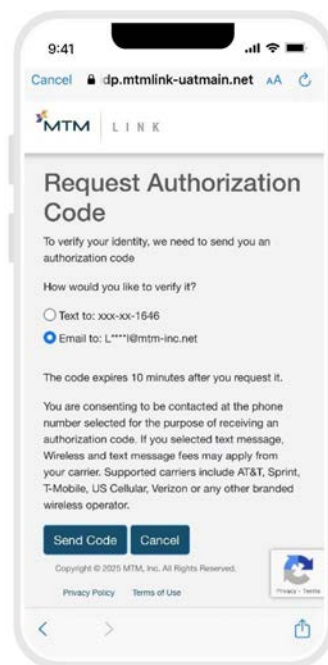 9:41
Cancel dp.mtmlink-uatmain.net AA
MTM LINK
Request Authorization
Code
To verify your identity, we need to send you an
authorization code
How would you like to verify it?
Text to: xxx-xx-1646
Email to: L****l@mtm-inc.net
The code expires 10 minutes after you request it.
You are consenting to be contacted at the phone
number selected for the purpose of receiving an
authorization code. If you selected text message,
Wireless and text message fees may apply from
your carrier. Supported carriers include AT&T, Sprint,
T-Mobile, US Cellular, Verizon or any other branded
wireless operator.
Send Code Cancel
Copyright © 2025 MTM, Inc. All Rights Reserved.
Privacy Policy Terms of Use
Privacy - Terms